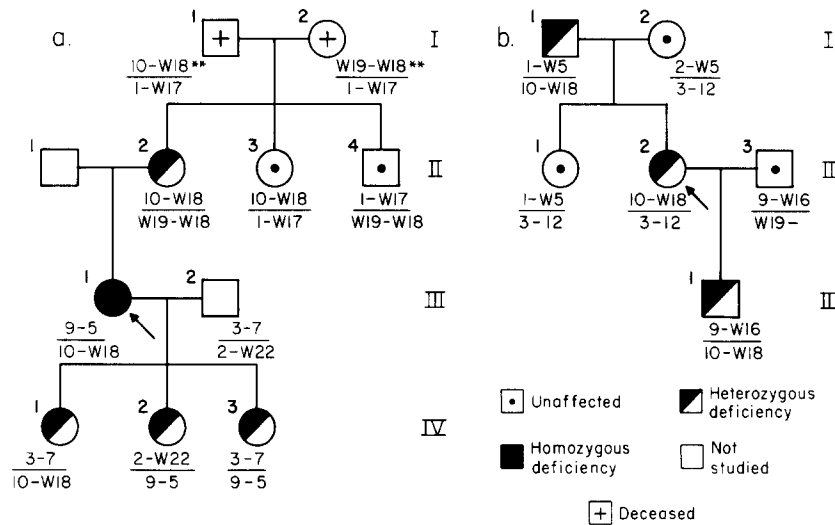 a.
1
2
I
10-W18**
1-W17
W19-W18**
1-W17
1
2
3
4
II
10-W18
W19-W18
10-W18
1-W17
1-W17
W19-W18
1
2
III
9-5
10-W18
3-7
2-W22
1
2
3
IV
3-7
10-W18
2-W22
9-5
3-7
9-5
b.
1
2
I
1-W5
10-W18
2-W5
3-12
1
2
3
II
1-W5
3-12
10-W18
3-12
9-W16
W19-
1
III
9-W16
10-W18
Unaffected
Heterozygous
deficiency
Homozygous
deficiency
Not
studied
Deceased